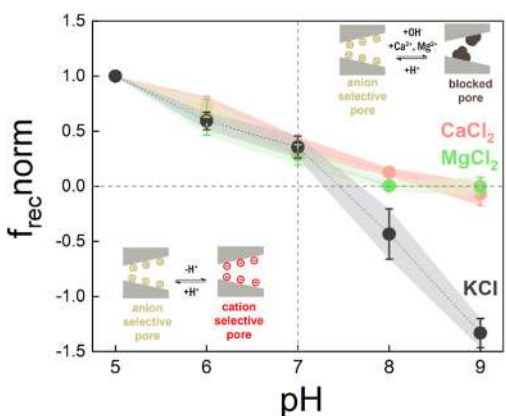 +OH⁻
+Ca²⁺, Mg²⁺
+H⁺
anion
selective
pore
blocked
pore
CaCl₂
MgCl₂
KCl
-H⁺
+H⁺
anion
selective
pore
cation
selective
pore
f_rec norm
1.5
1.0
0.5
0.0
-0.5
-1.0
-1.5
5
6
7
8
9
pH